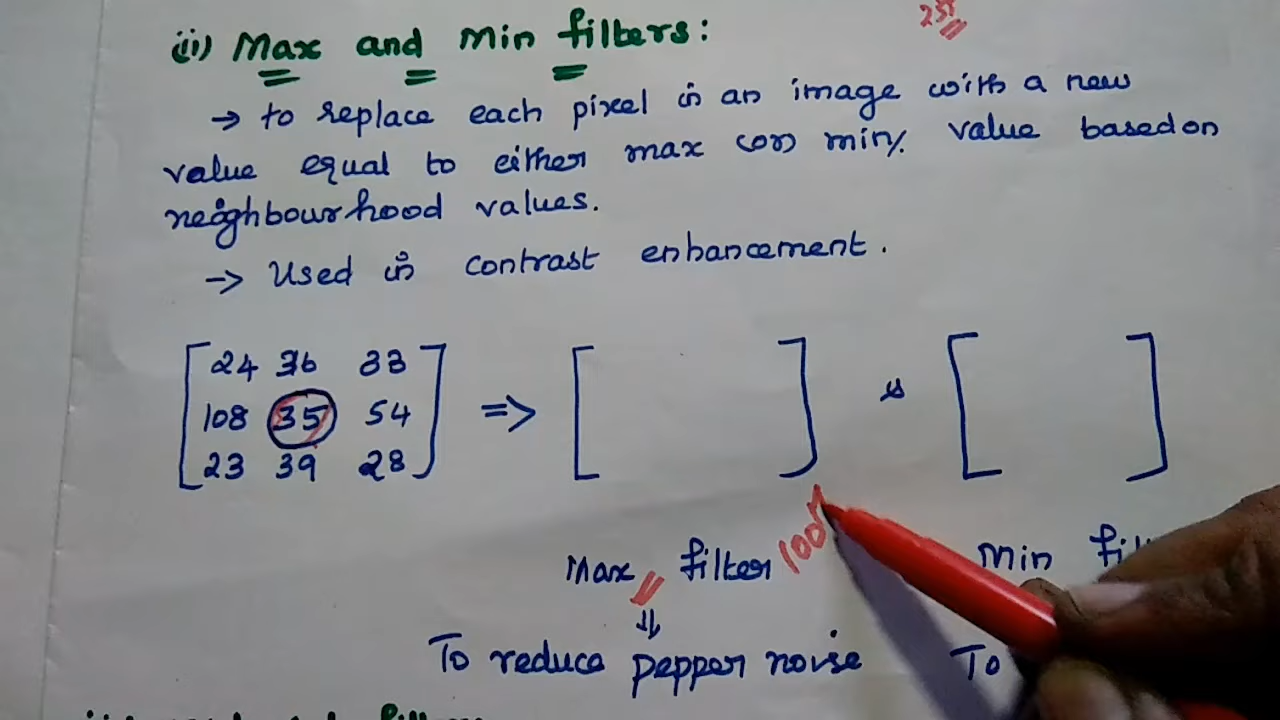 (ii) Max and Min filters:
→ to replace each pixel in an image with a new
value equal to either max (or) min value based on
neighbourhood values.
→ Used in contrast enhancement.
24 36 33
108 35 54
23 39 28
⇒
Max filter
Min
⇓
To reduce pepper noise
To